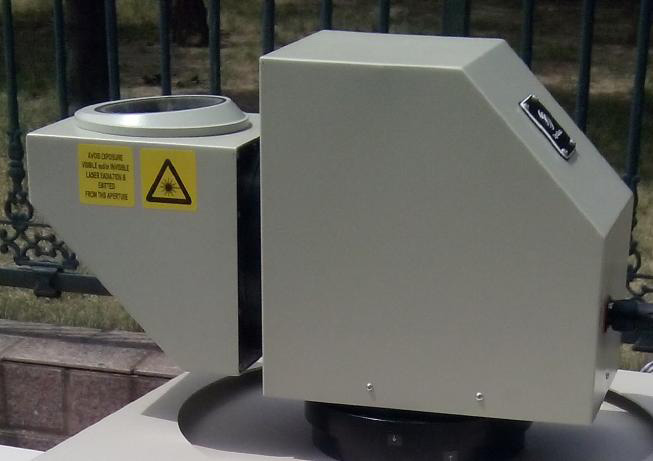 AVOID EXPOSURE
VISIBLE and/or INVISIBLE
LASER RADIATION IS
EMITTED
FROM THIS APERTURE